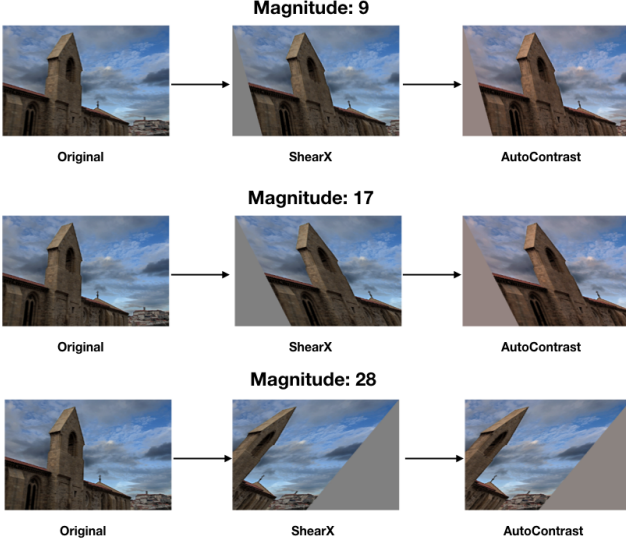 Magnitude: 9
Original
ShearX
AutoContrast
Magnitude: 17
Original
ShearX
AutoContrast
Magnitude: 28
Original
ShearX
AutoContrast